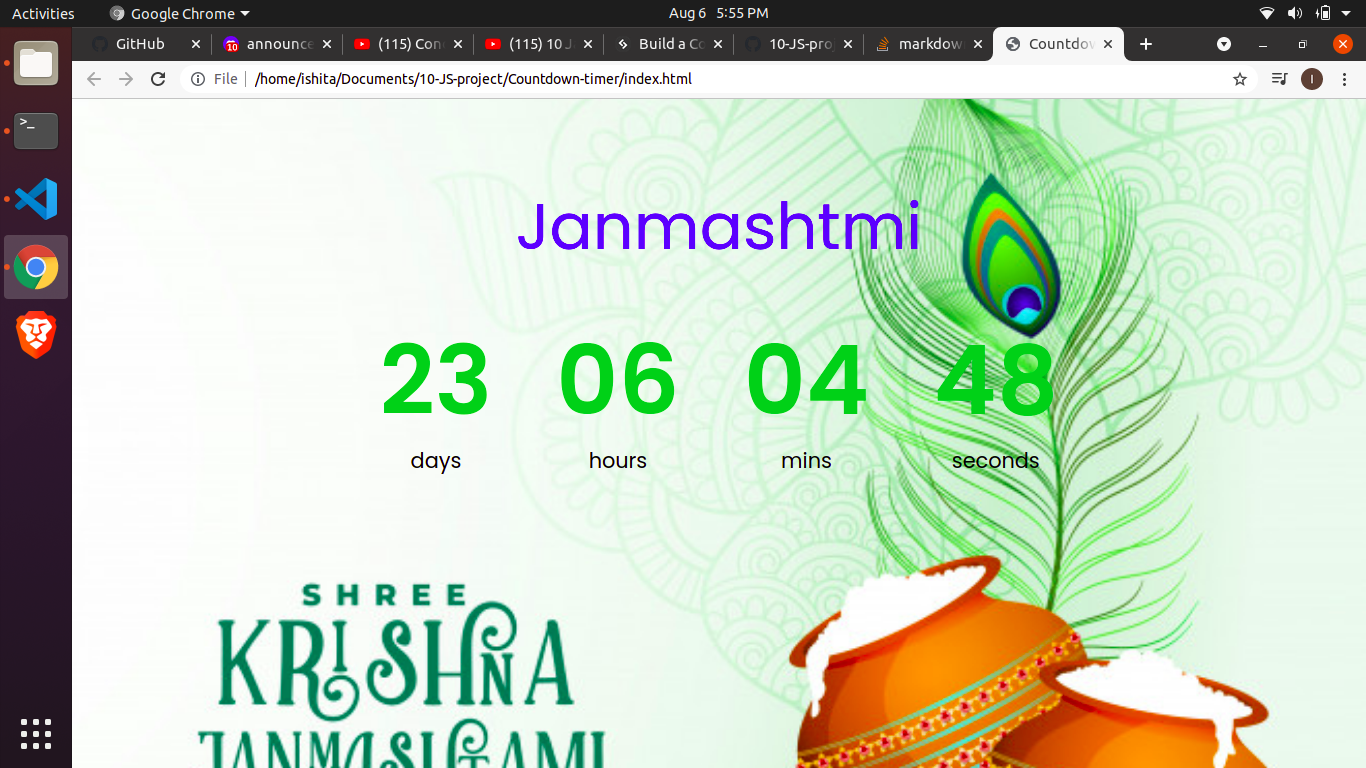 Activities Google Chrome Aug 6 5:55 PM
GitHub announce (115) Con (115) 10 J Build a Co 10-JS-pro markdow Countdow
File /home/ishita/Documents/10-JS-project/Countdown-timer/index.html I
Janmashtmi
23 06 04 48
days hours mins seconds
SHREE
KRISHNA
JANMASHTAMI